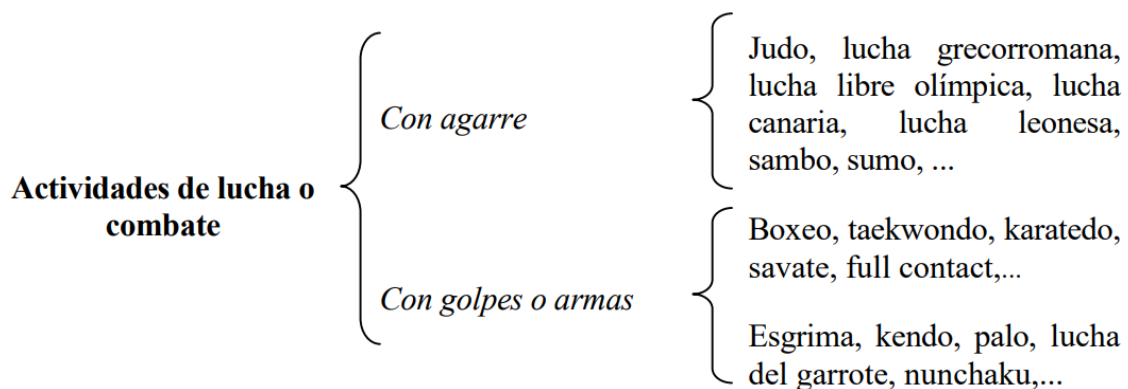 Actividades de lucha o
combate
Con agarre
Judo, lucha grecorromana,
lucha libre olímpica, lucha
canaria, lucha leonesa,
sambo, sumo, ...
Con golpes o armas
Boxeo, taekwondo, karatedo,
savate, full contact,...
Esgrima, kendo, palo, lucha
del garrote, nunchaku,...